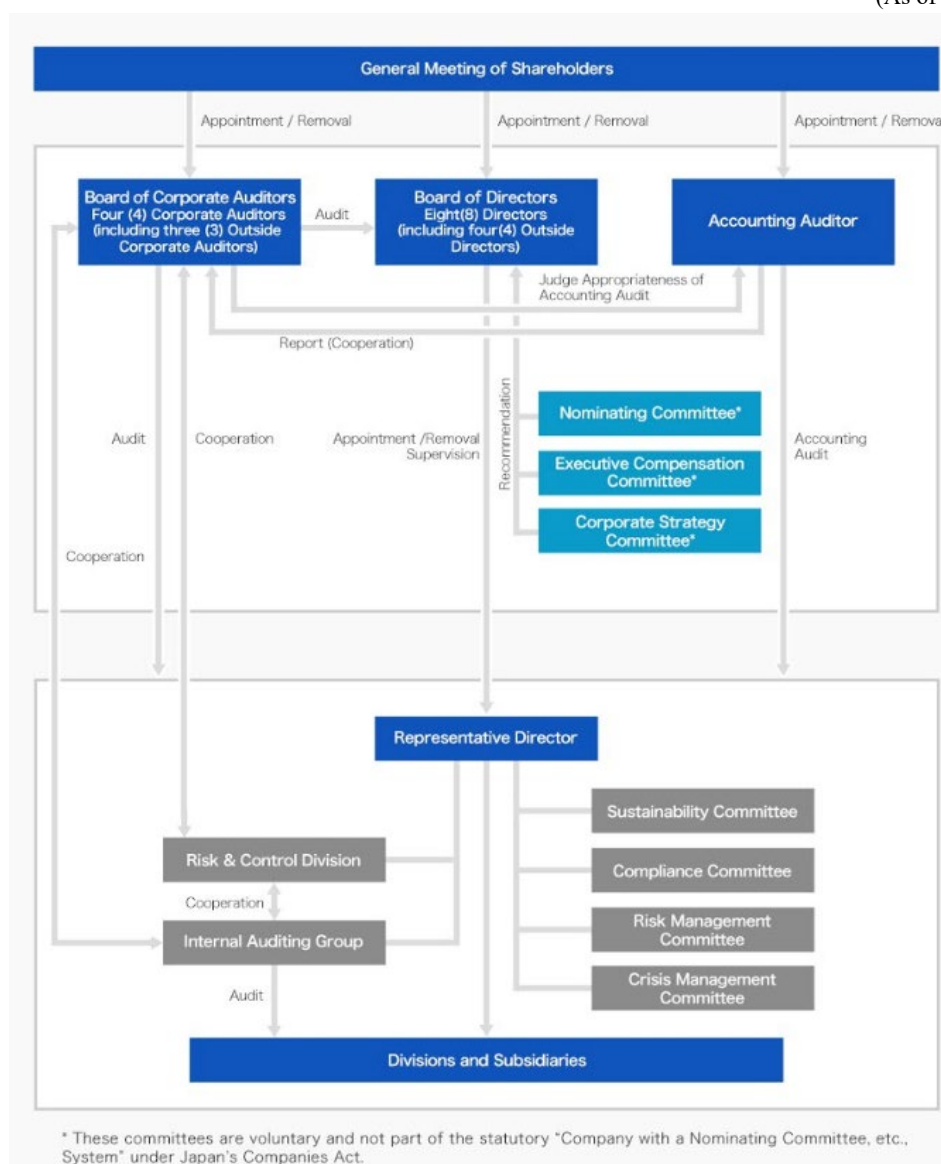 (As of
General Meeting of Shareholders
Appointment / Removal
Appointment / Removal
Appointment / Remova
Board of Corporate Auditors
Four (4) Corporate Auditors
(including three (3) Outside
Corporate Auditors)
Audit
Board of Directors
Eight(8) Directors
(including four(4) Outside
Directors)
Accounting Auditor
Judge Appropriateness of
Accounting Audit
Report (Cooperation)
Audit
Cooperation
Appointment /Removal
Supervision
Recommendation
Nominating Committee*
Executive Compensation
Committee*
Corporate Strategy
Committee*
Accounting
Audit
Cooperation
Representative Director
Sustainability Committee
Risk & Control Division
Compliance Committee
Cooperation
Internal Auditing Group
Risk Management
Committee
Audit
Crisis Management
Committee
Divisions and Subsidiaries
* These committees are voluntary and not part of the statutory "Company with a Nominating Committee, etc.,
System" under Japan's Companies Act.